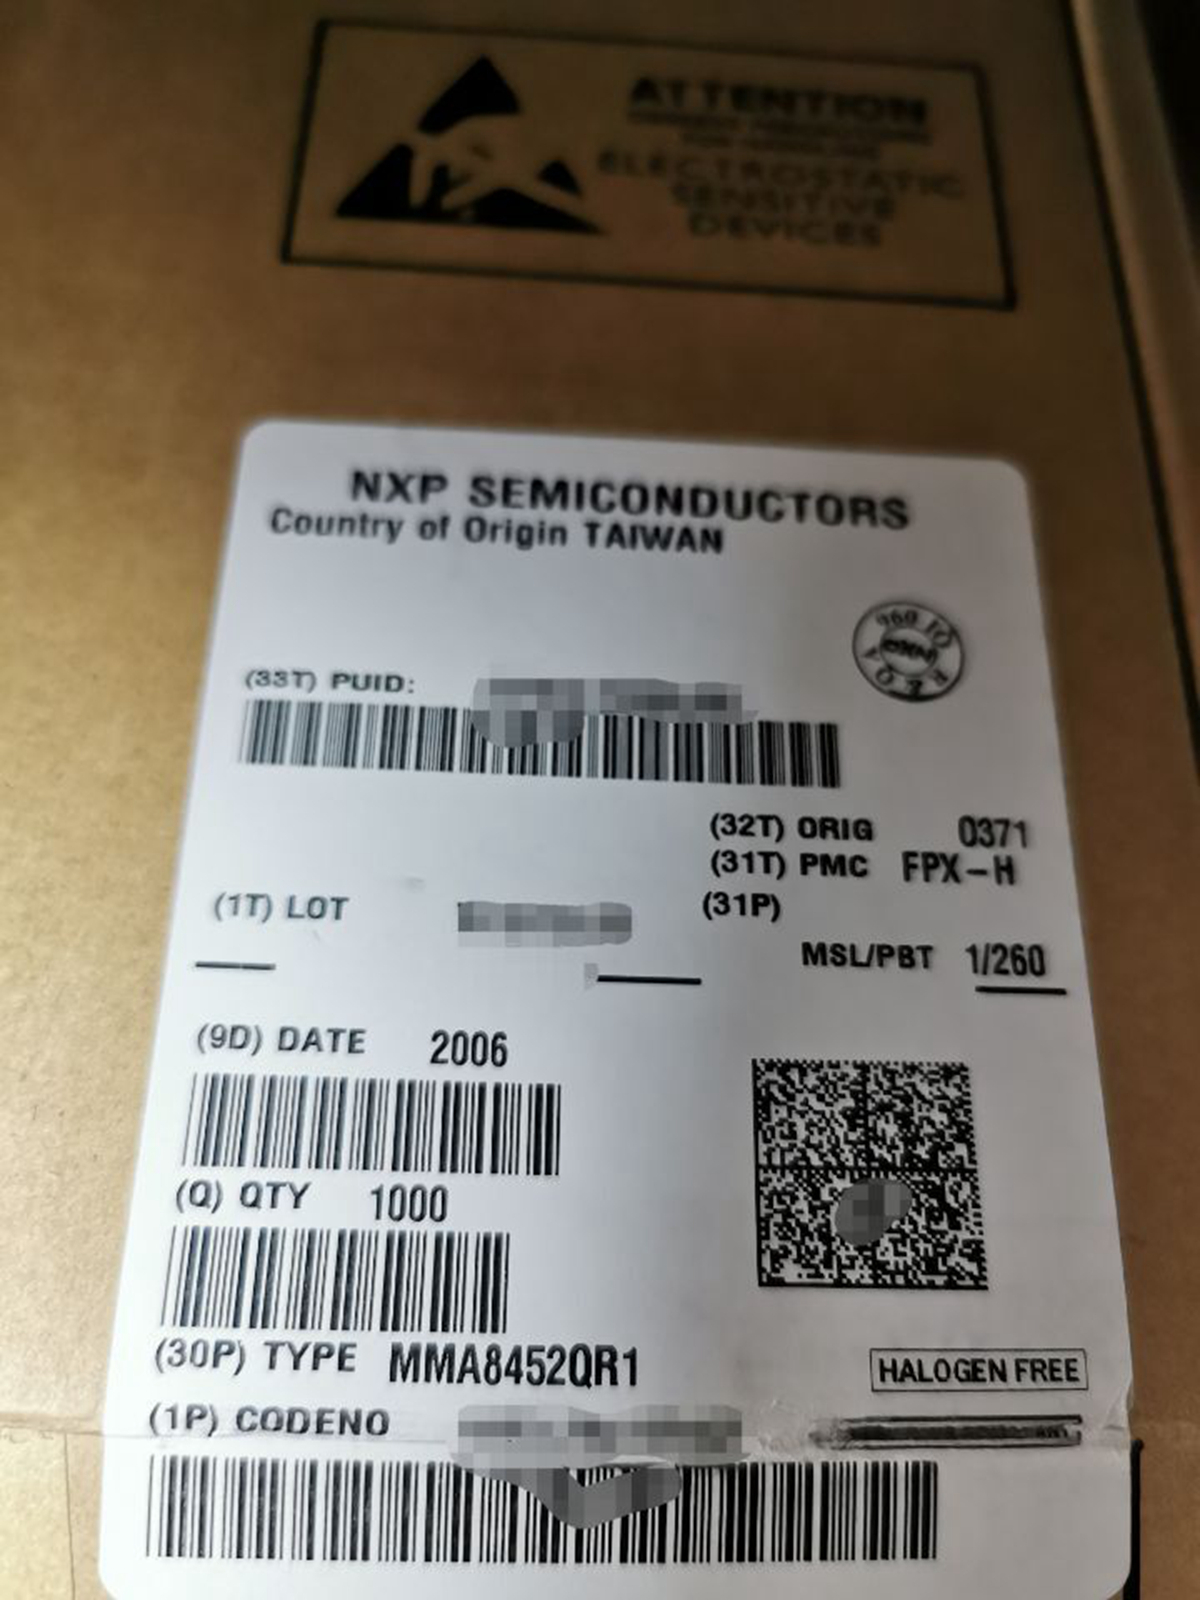 ATTENTION
ELECTROSTATIC
SENSITIVE
DEVICES
NXP SEMICONDUCTORS
Country of Origin TAIWAN
(33T) PUID:
(32T) ORIG 0371
(31T) PMC FPX-H
(1T) LOT
(31P)
MSL/PBT 1/260
(9D) DATE 2006
(Q) QTY 1000
(30P) TYPE MMA8452QR1
HALOGEN FREE
(1P) CODENO